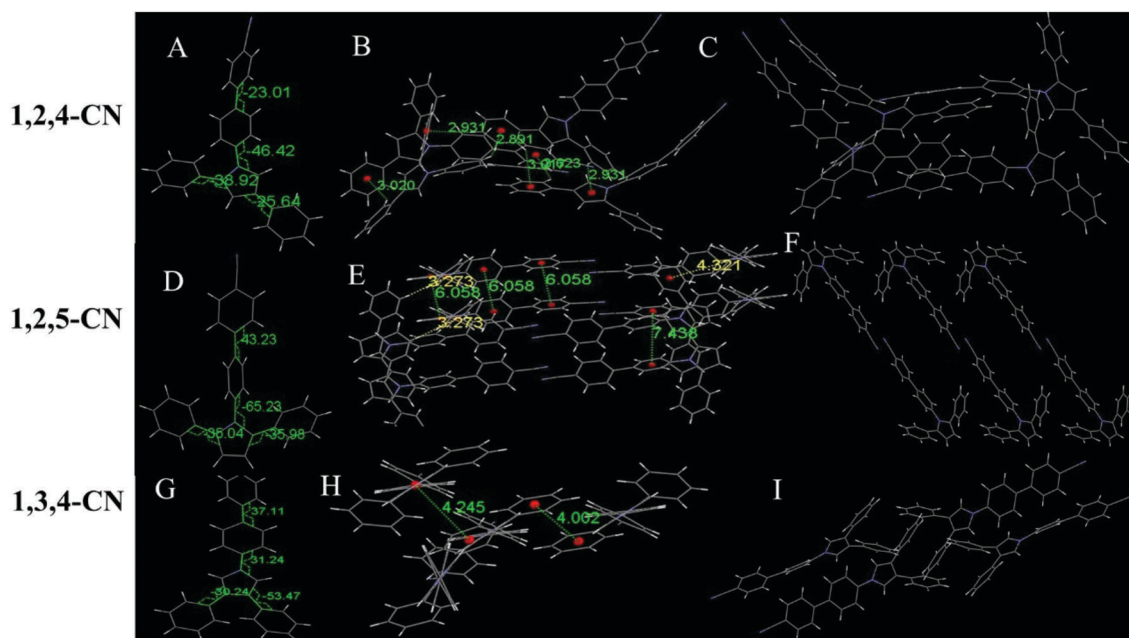 1,2,4-CN
A
-23.01
-46.42
-38.92
-25.64
B
2.931
2.891
2.931
3.020
C
1,2,5-CN
D
43.23
-65.23
-35.04
-35.98
E
3.273
6.058
6.058
6.058
4.321
3.273
7.438
F
1,3,4-CN
G
37.11
31.24
-53.47
H
4.245
4.002
I